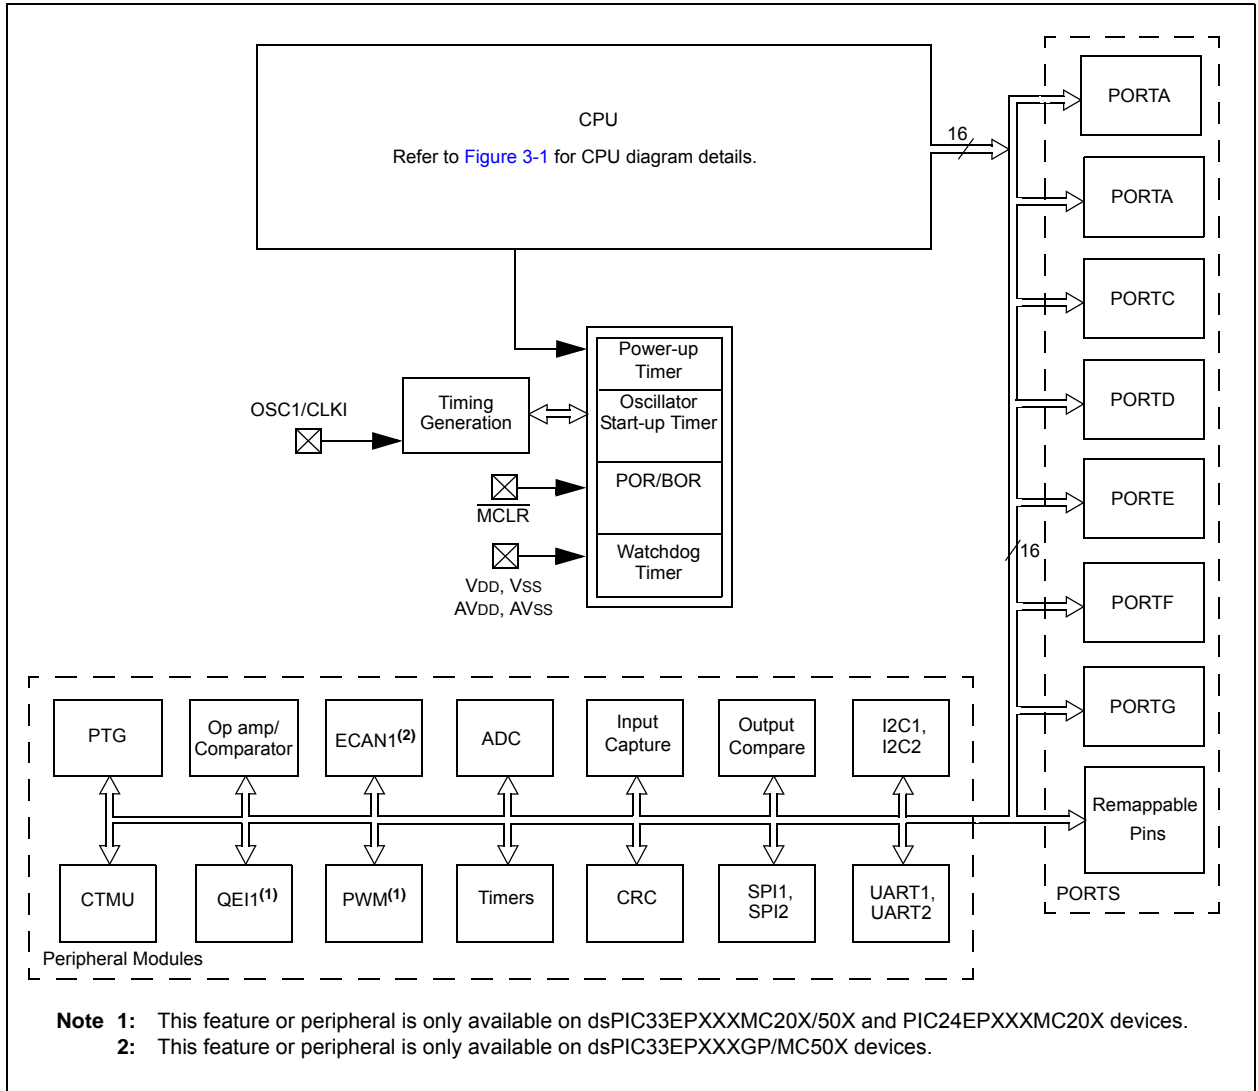 CPU
Refer to Figure 3-1 for CPU diagram details.
16
PORTA
PORTA
PORTC
PORTD
PORTE
16
PORTF
PORTG
Remappable
Pins
PORTS
Power-up
Timer
Oscillator
Start-up Timer
POR/BOR
Watchdog
Timer
OSC1/CLKI
Timing
Generation
MCLR
VDD, VSS
AVDD, AVSS
PTG
Op amp/
Comparator
ECAN1(2)
ADC
Input
Capture
Output
Compare
I2C1,
I2C2
CTMU
QEI1(1)
PWM(1)
Timers
CRC
SPI1,
SPI2
UART1,
UART2
Peripheral Modules
Note 1: This feature or peripheral is only available on dsPIC33EPXXXMC20X/50X and PIC24EPXXXMC20X devices.
2: This feature or peripheral is only available on dsPIC33EPXXXGP/MC50X devices.